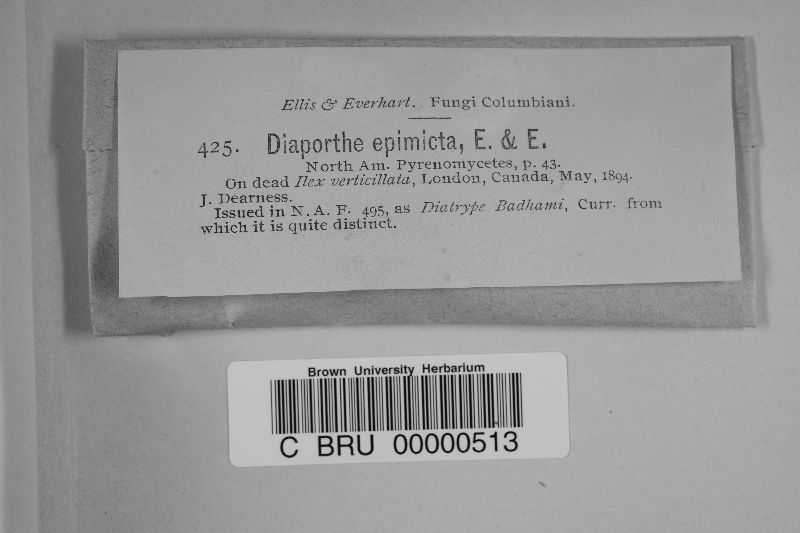 Ellis & Everhart. Fungi Columbiani.
425. Diaporthe epimicta, E. & E.
North Am. Pyrenomycetes, p. 43.
On dead Ilex verticillata, London, Canada, May, 1894.
J. Dearness.
Issued in N. A. F. 495, as Diatrype Badhami, Curr. from
which it is quite distinct.
Brown University Herbarium
C BRU 00000513